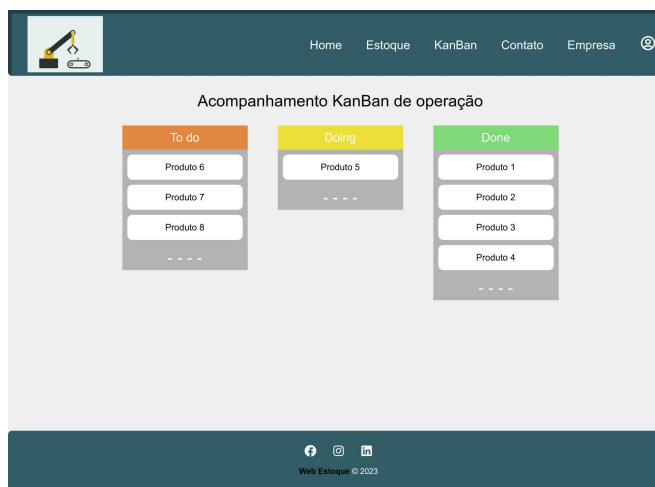 Home Estoque KanBan Contato Empresa
Acompanhamento KanBan de operação
To do
Produto 6
Produto 7
Produto 8
- - - -
Doing
Produto 5
- - - -
Done
Produto 1
Produto 2
Produto 3
Produto 4
- - - -
Web Estoque © 2023